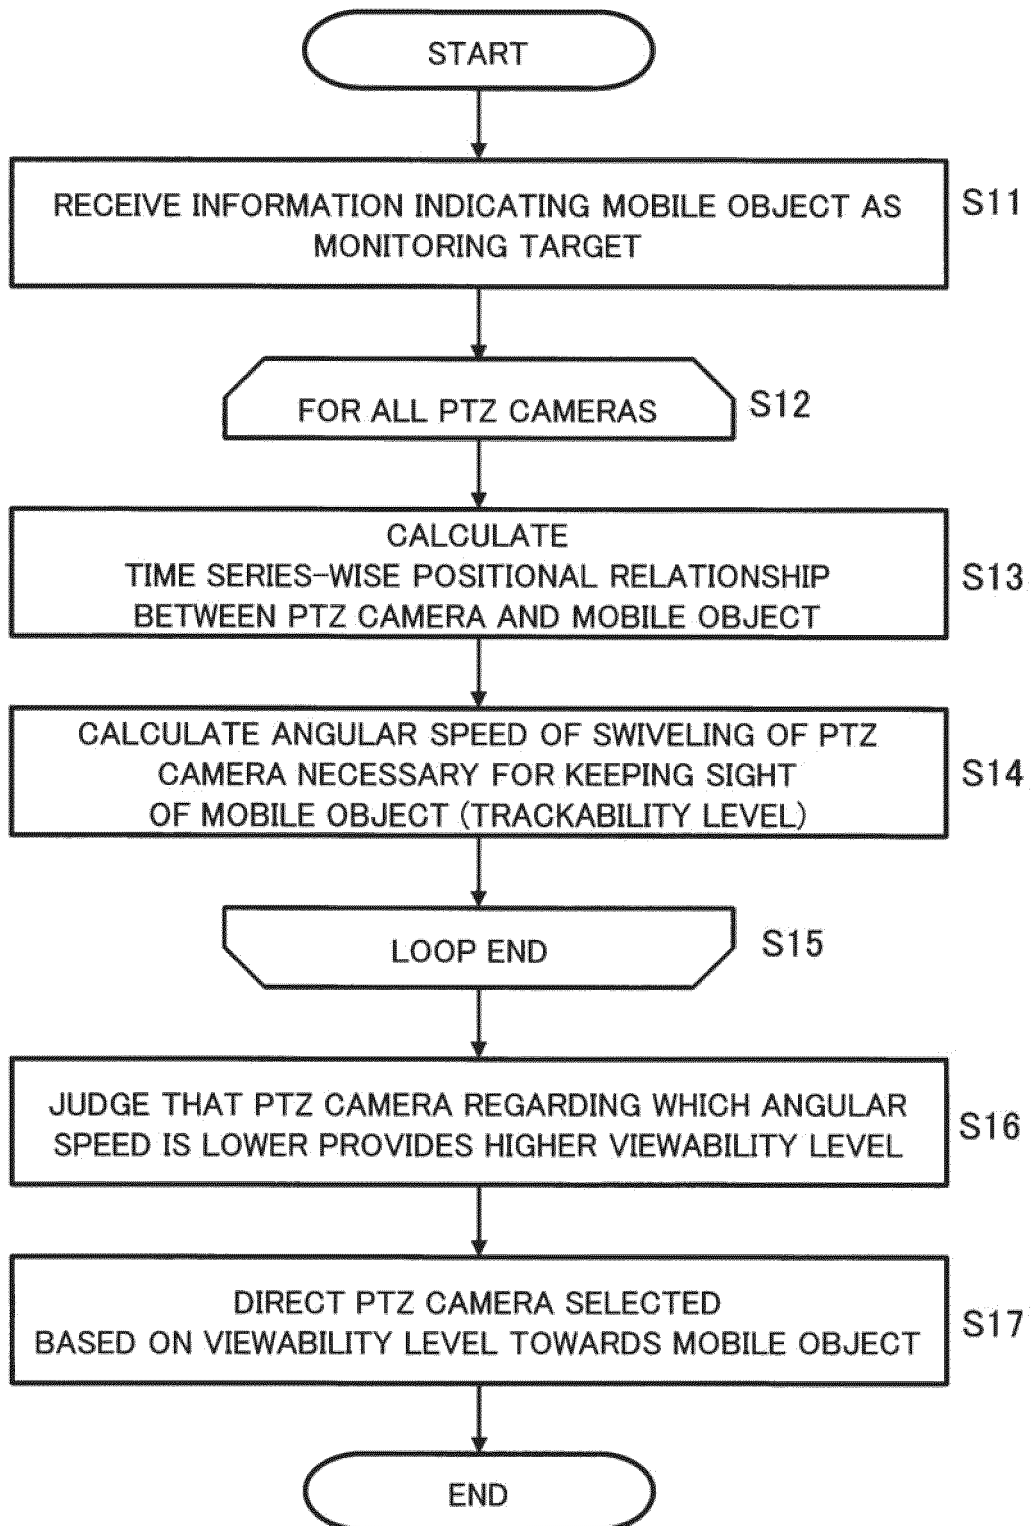 START
RECEIVE INFORMATION INDICATING MOBILE OBJECT AS
MONITORING TARGET
S11
FOR ALL PTZ CAMERAS
S12
CALCULATE
TIME SERIES-WISE POSITIONAL RELATIONSHIP
BETWEEN PTZ CAMERA AND MOBILE OBJECT
S13
CALCULATE ANGULAR SPEED OF SWIVELING OF PTZ
CAMERA NECESSARY FOR KEEPING SIGHT
OF MOBILE OBJECT (TRACKABILITY LEVEL)
S14
LOOP END
S15
JUDGE THAT PTZ CAMERA REGARDING WHICH ANGULAR
SPEED IS LOWER PROVIDES HIGHER VIEWABILITY LEVEL
S16
DIRECT PTZ CAMERA SELECTED
BASED ON VIEWABILITY LEVEL TOWARDS MOBILE OBJECT
S17
END